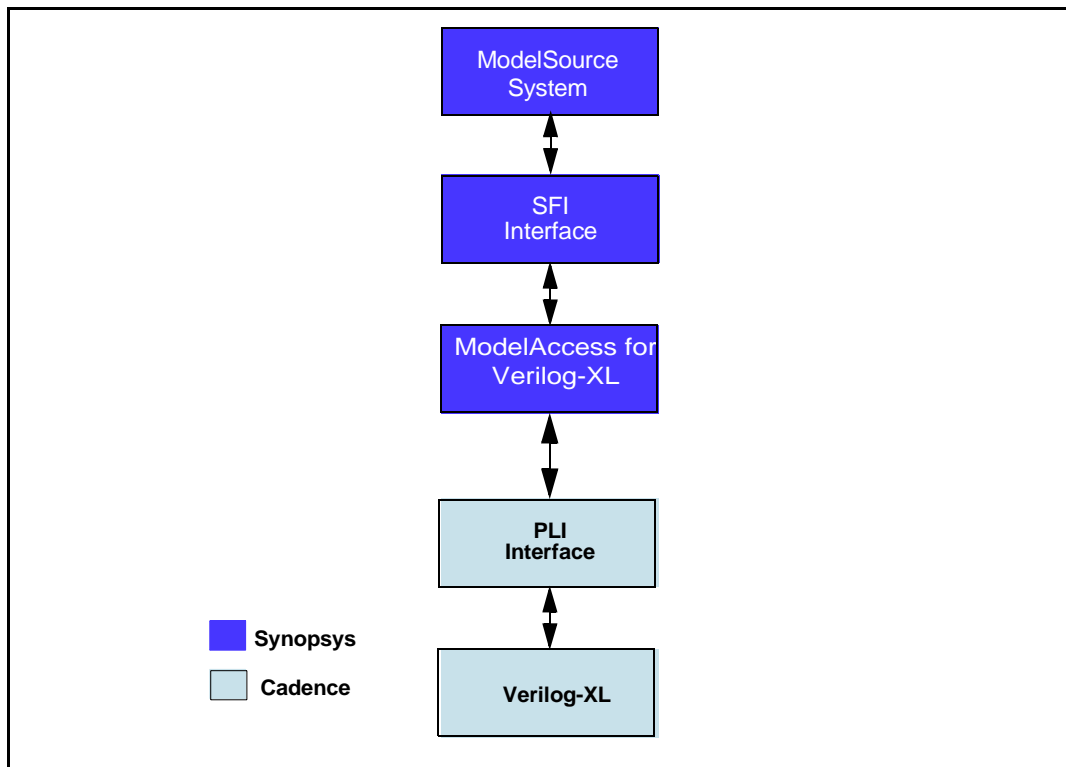 ModelSource
System
SFI
Interface
ModelAccess for
Verilog-XL
PLI
Interface
Synopsys
Cadence
Verilog-XL